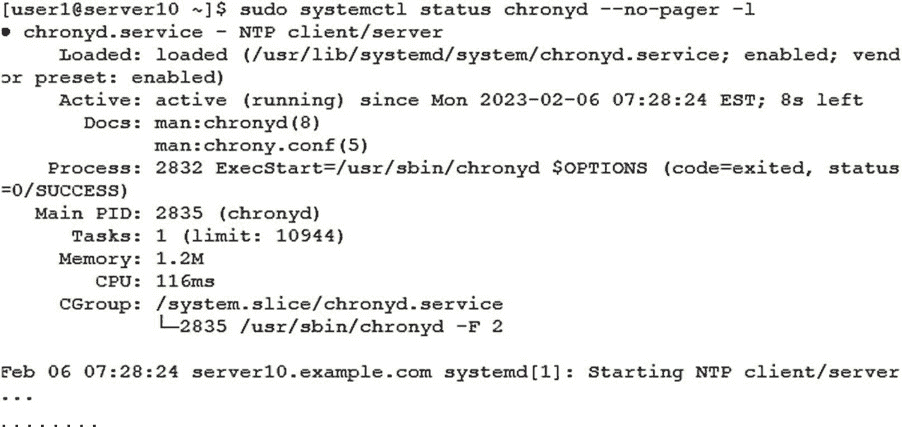 [user1@server10 ~]$ sudo systemctl status chronyd --no-pager -l
● chronyd.service - NTP client/server
Loaded: loaded (/usr/lib/systemd/system/chronyd.service; enabled; vend
or preset: enabled)
Active: active (running) since Mon 2023-02-06 07:28:24 EST; 8s left
Docs: man:chronyd(8)
man:chrony.conf(5)
Process: 2832 ExecStart=/usr/sbin/chronyd $OPTIONS (code=exited, status
=0/SUCCESS)
Main PID: 2835 (chronyd)
Tasks: 1 (limit: 10944)
Memory: 1.2M
CPU: 116ms
CGroup: /system.slice/chronyd.service
└─2835 /usr/sbin/chronyd -F 2
Feb 06 07:28:24 server10.example.com systemd[1]: Starting NTP client/server
...
........